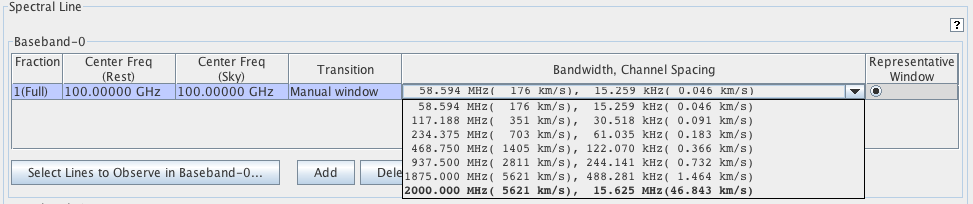 Spectral Line
?
Baseband-0
Fraction Center Freq (Rest) Center Freq (Sky) Transition Bandwidth, Channel Spacing Representative Window
1(Full) 100.00000 GHz 100.00000 GHz Manual window 58.594 MHz( 176 km/s), 15.259 kHz( 0.046 km/s)
58.594 MHz( 176 km/s), 15.259 kHz( 0.046 km/s)
117.188 MHz( 351 km/s), 30.518 kHz( 0.091 km/s)
234.375 MHz( 703 km/s), 61.035 kHz( 0.183 km/s)
468.750 MHz( 1405 km/s), 122.070 kHz( 0.366 km/s)
937.500 MHz( 2811 km/s), 244.141 kHz( 0.732 km/s)
1875.000 MHz( 5621 km/s), 488.281 kHz( 1.464 km/s)
2000.000 MHz( 5621 km/s), 15.625 MHz(46.843 km/s)
Select Lines to Observe in Baseband-0... Add Dele